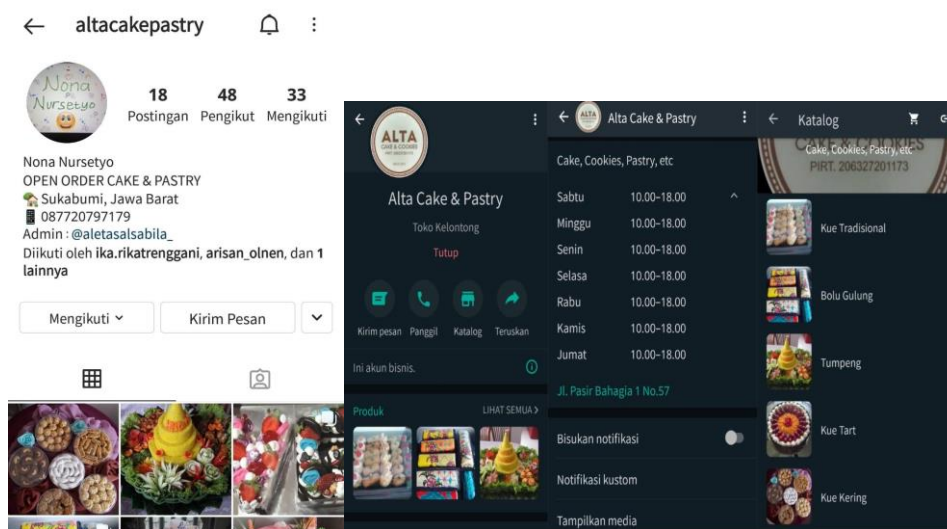 altacakepastry
Nona
Nursetyo
18 48 33
Postingan Pengikut Mengikuti
Nona Nursetyo
OPEN ORDER CAKE & PASTRY
Sukabumi, Jawa Barat
087720797179
Admin : @aletasalsabila_
Diikuti oleh ika.rikatrenggani, arisan_olnen, dan 1
lainnya
Mengikuti
Kirim Pesan
ALTA
CAKE & COOKIES
Alta Cake & Pastry
Toko Kelontong
Tutup
Kirim pesan Panggil Katalog Teruskan
Ini akun bisnis.
Produk LIHAT SEMUA
ALTA
Alta Cake & Pastry
Cake, Cookies, Pastry, etc
Sabtu 10.00–18.00
Minggu 10.00–18.00
Senin 10.00–18.00
Selasa 10.00–18.00
Rabu 10.00–18.00
Kamis 10.00–18.00
Jumat 10.00–18.00
Jl. Pasir Bahagia 1 No.57
Bisukan notifikasi
Notifikasi kustom
Tampilkan media
Katalog
Cake, Cookies, Pastry, etc
PIRT. 206327201173
Kue Tradisional
Bolu Gulung
Tumpeng
Kue Tart
Kue Kering